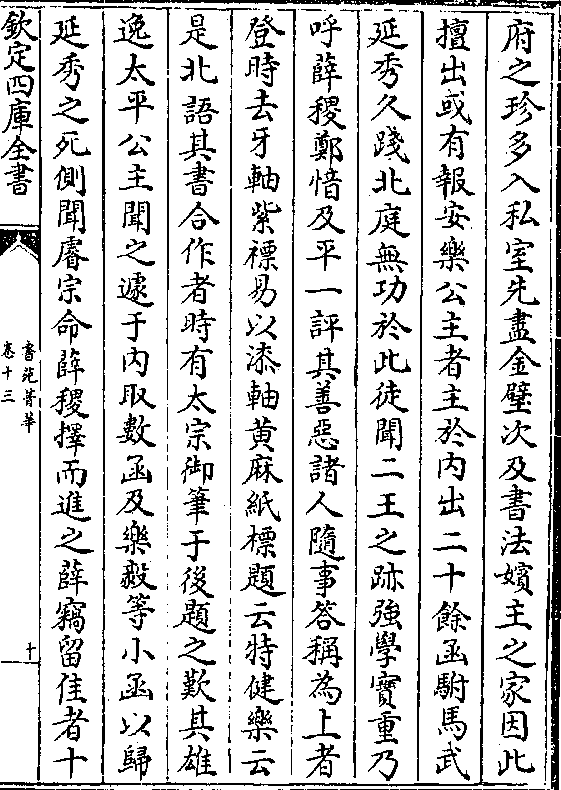 府之珍多入私室先盡金璧次及書法嬪主之家因此
擅出或有報安樂公主者主於内出二十餘函駙馬武
延秀久踐北庭無功於此徒聞二王之跡強學寶重乃
呼薛稷鄭愔及平一評其善惡諸人隨事答稱為上者
登時去牙軸紫褾易以漆軸黄麻紙標題云特健樂云
是北語其書合作者時有太宗御筆于後題之歎其雄
逸太平公主聞之遽于内取數函及樂毅等小函以歸
延秀之死側聞睿宗命薛稷擇而進之薛竊留佳者十
欽定四庫全書
書苑菁華
卷十三
十